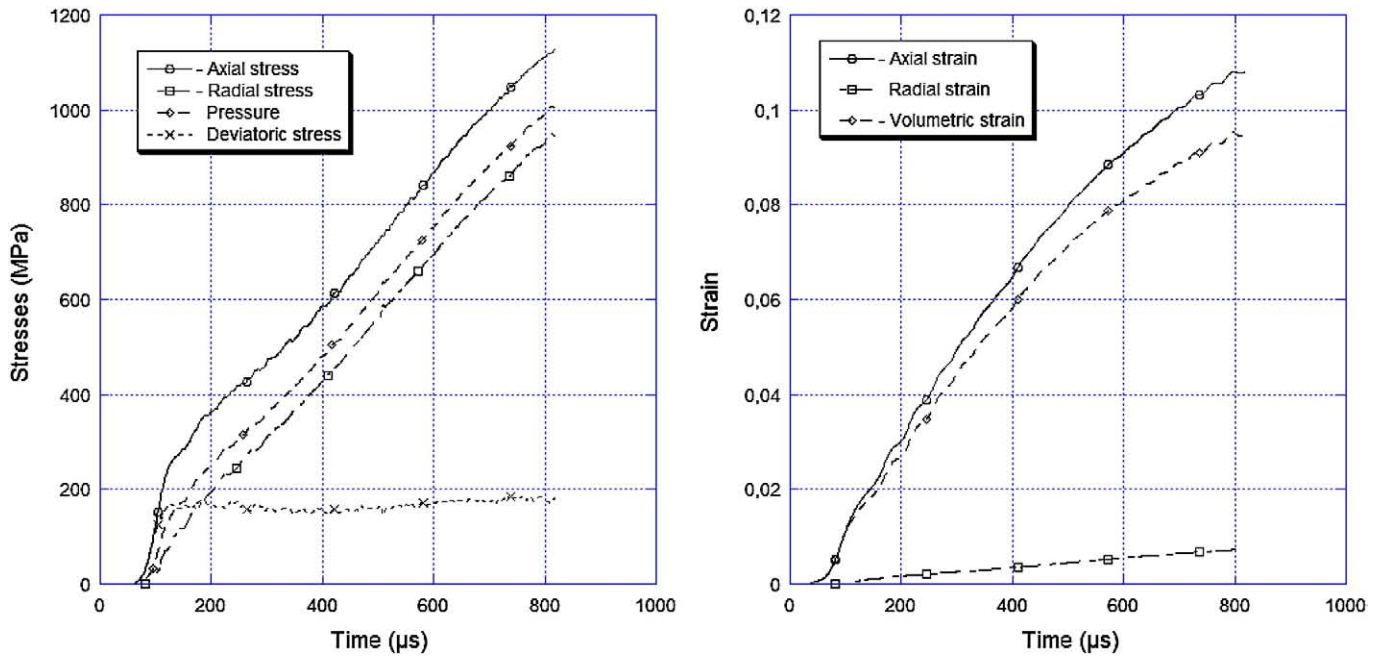 1200
1000
800
600
400
200
0
Stresses (MPa)
- Axial stress
- Radial stress
Pressure
Deviatoric stress
0 200 400 600 800 1000
Time (µs)
0,12
0,1
0,08
0,06
0,04
0,02
0
Strain
- Axial strain
Radial strain
- Volumetric strain
0 200 400 600 800 1000
Time (µs)